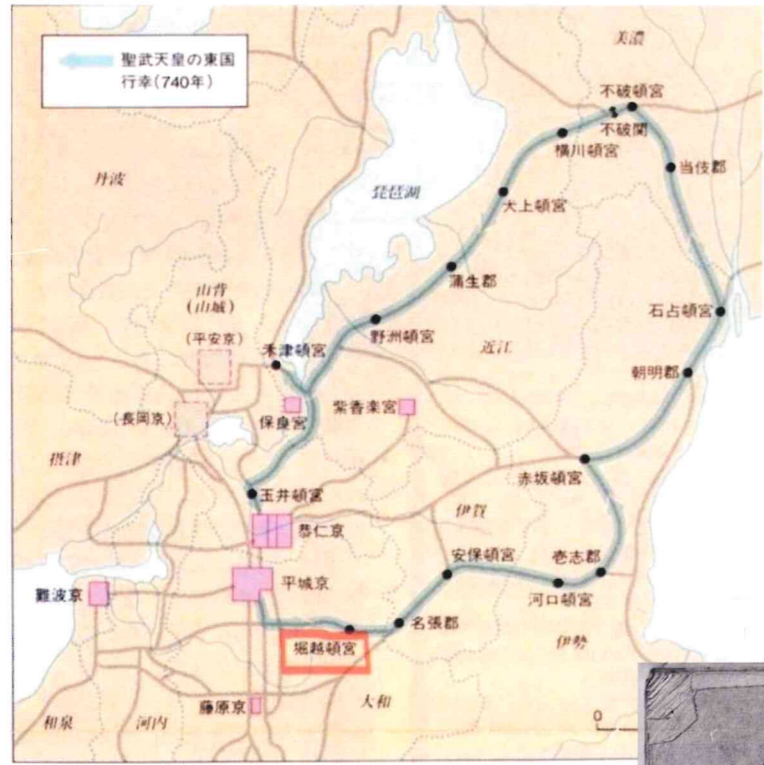 聖武天皇の東国
行幸(740年)
美濃
不破頓宮
不破関
横川頓宮
当伎郡
丹波
琵琶湖
犬上頓宮
蒲生郡
山背
(山城)
(平安京)
石占頓宮
野洲頓宮
近江
禾津頓宮
朝明郡
(長岡京)
保良宮
紫香楽宮
摂津
赤坂頓宮
玉井頓宮
伊賀
恭仁京
安保頓宮
壱志郡
平城京
河口頓宮
難波京
名張郡
堀越頓宮
伊勢
藤原京
大和
和泉
河内
0